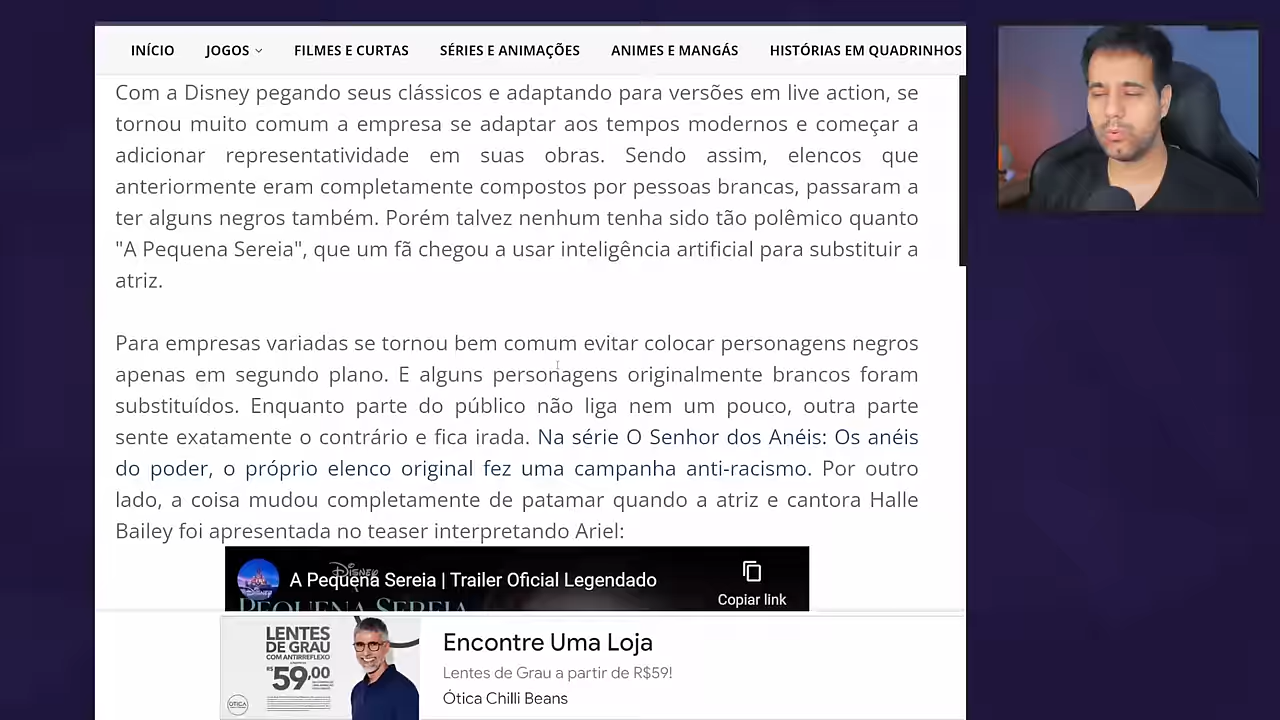 INÍCIO JOGOS FILMES E CURTAS SÉRIES E ANIMAÇÕES ANIMES E MANGÁS HISTÓRIAS EM QUADRINHOS
Com a Disney pegando seus clássicos e adaptando para versões em live action, se
tornou muito comum a empresa se adaptar aos tempos modernos e começar a
adicionar representatividade em suas obras. Sendo assim, elencos que
anteriormente eram completamente compostos por pessoas brancas, passaram a
ter alguns negros também. Porém talvez nenhum tenha sido tão polêmico quanto
"A Pequena Sereia", que um fã chegou a usar inteligência artificial para substituir a
atriz.
Para empresas variadas se tornou bem comum evitar colocar personagens negros
apenas em segundo plano. E alguns personagens originalmente brancos foram
substituídos. Enquanto parte do público não liga nem um pouco, outra parte
sente exatamente o contrário e fica irada. Na série O Senhor dos Anéis: Os anéis
do poder, o próprio elenco original fez uma campanha anti-racismo. Por outro
lado, a coisa mudou completamente de patamar quando a atriz e cantora Halle
Bailey foi apresentada no teaser interpretando Ariel:
DISNEY
A Pequena Sereia | Trailer Oficial Legendado
Copiar link
PEQUENA SEREIA
LENTES
DE GRAU
COM ANTIRREFLEXO
R$ 59,00
ÓTICA
Encontre Uma Loja
Lentes de Grau a partir de R$59!
Ótica Chilli Beans